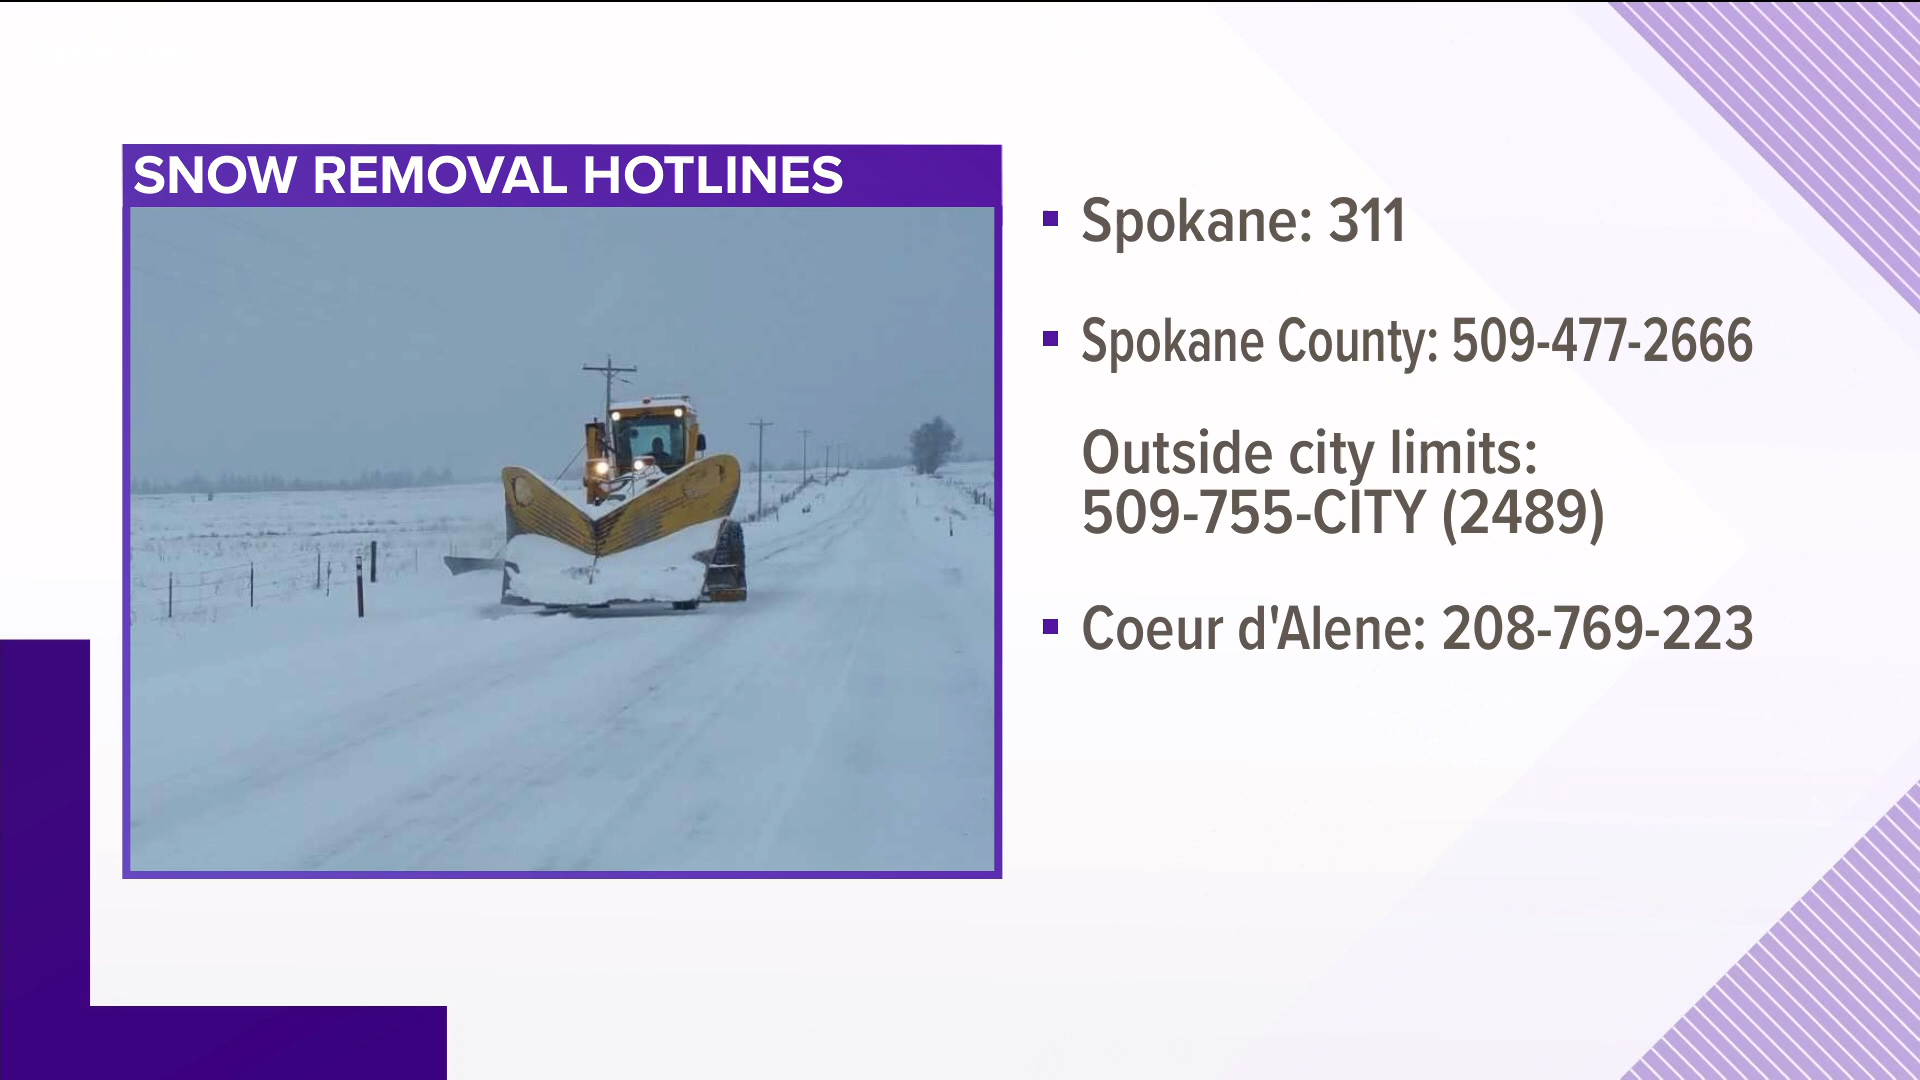 SNOW REMOVAL HOTLINES
Spokane: 311
Spokane County: 509-477-2666
Outside city limits:
509-755-CITY (2489)
Coeur d'Alene: 208-769-223